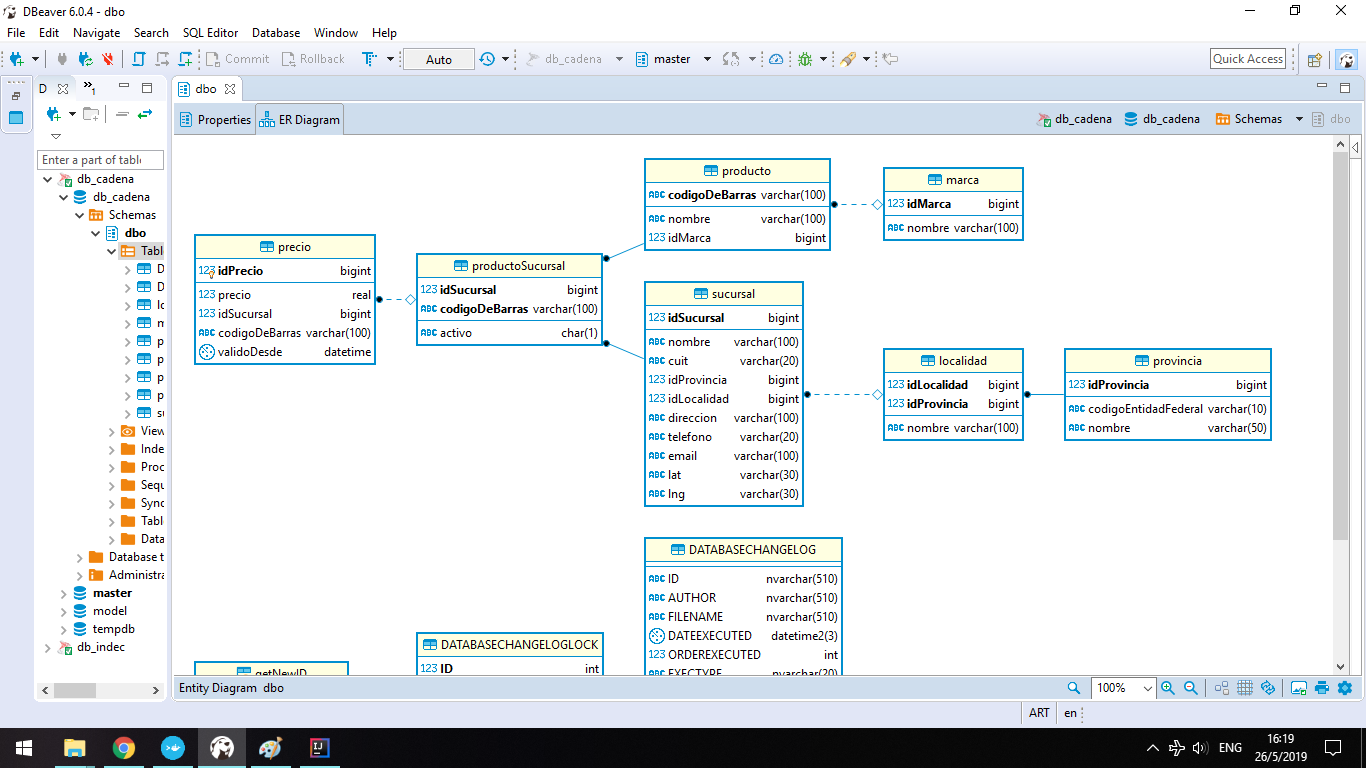 DBeaver 6.0.4 - dbo
File Edit Navigate Search SQL Editor Database Window Help
Commit Rollback Auto db_cadena master Quick Access
D »1 dbo
Properties ER Diagram db_cadena db_cadena Schemas dbo
Enter a part of table
db_cadena
db_cadena
Schemas
dbo
Tabl
D
D
lo
m
p
p
p
p
su
View
Inde
Proc
Sequ
Sync
Tabl
Data
Database t
Administra
master
model
tempdb
db_indec
precio
123 idPrecio bigint
123 precio real
123 idSucursal bigint
ABC codigoDeBarras varchar(100)
validoDesde datetime
productoSucursal
123 idSucursal bigint
ABC codigoDeBarras varchar(100)
ABC activo char(1)
producto
ABC codigoDeBarras varchar(100)
ABC nombre varchar(100)
123 idMarca bigint
marca
123 idMarca bigint
ABC nombre varchar(100)
sucursal
123 idSucursal bigint
ABC nombre varchar(100)
ABC cuit varchar(20)
123 idProvincia bigint
123 idLocalidad bigint
ABC direccion varchar(100)
ABC telefono varchar(20)
ABC email varchar(100)
ABC lat varchar(30)
ABC lng varchar(30)
localidad
123 idLocalidad bigint
123 idProvincia bigint
ABC nombre varchar(100)
provincia
123 idProvincia bigint
ABC codigoEntidadFederal varchar(10)
ABC nombre varchar(50)
DATABASECHANGELOG
ABC ID nvarchar(510)
ABC AUTHOR nvarchar(510)
ABC FILENAME nvarchar(510)
DATEEXECUTED datetime2(3)
123 ORDEREXECUTED int
ABC EXECTYPE nvarchar(20)
DATABASECHANGELOGLOCK
123 ID int
getNewID
Entity Diagram dbo 100%
ART en
ENG 16:19
26/5/2019